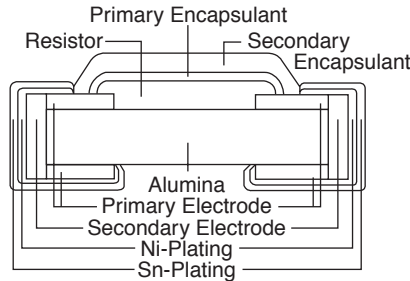 Primary Encapsulant
Resistor
Secondary
Encapsulant
Alumina
Primary Electrode
Secondary Electrode
Ni-Plating
Sn-Plating